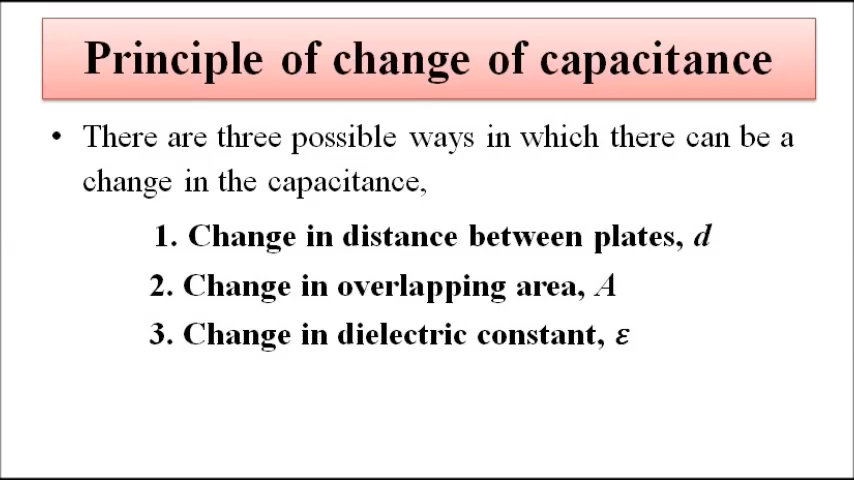 Principle of change of capacitance
• There are three possible ways in which there can be a
change in the capacitance,
1. Change in distance between plates, d
2. Change in overlapping area, A
3. Change in dielectric constant, ε